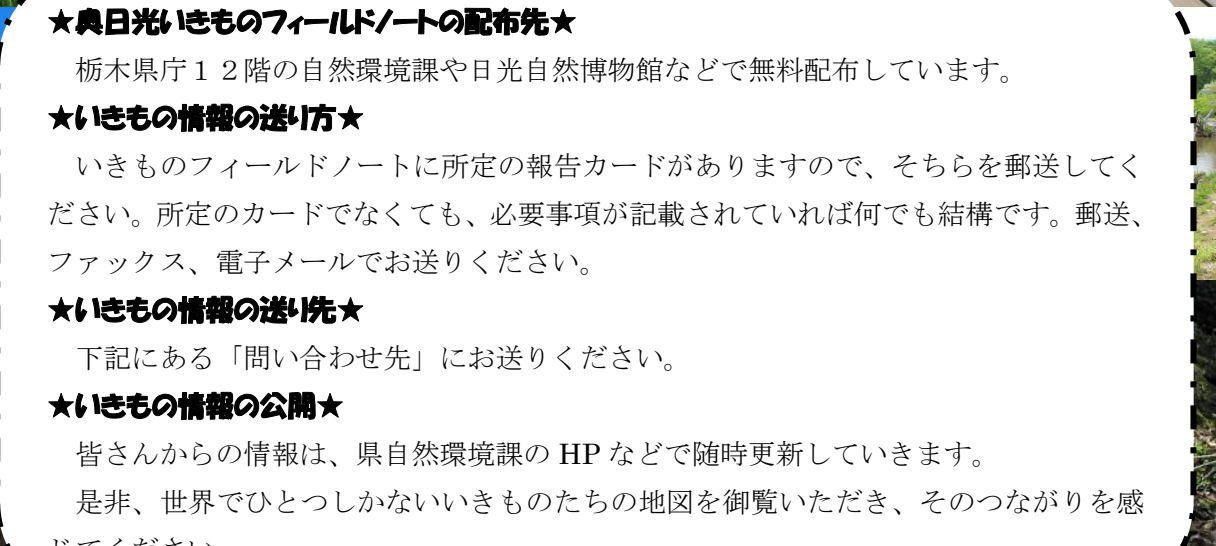 ★奥日光いきものフィールドノートの配布先★
栃木県庁１２階の自然環境課や日光自然博物館などで無料配布しています。
★いきもの情報の送り方★
いきものフィールドノートに所定の報告カードがありますので、そちらを郵送してく
ださい。所定のカードでなくても、必要事項が記載されていれば何でも結構です。郵送、
ファックス、電子メールでお送りください。
★いきもの情報の送り先★
下記にある「問い合わせ先」にお送りください。
★いきもの情報の公開★
皆さんからの情報は、県自然環境課の HP などで随時更新していきます。
是非、世界でひとつしかないいきものたちの地図を御覧いただき、そのつながりを感
じてください。